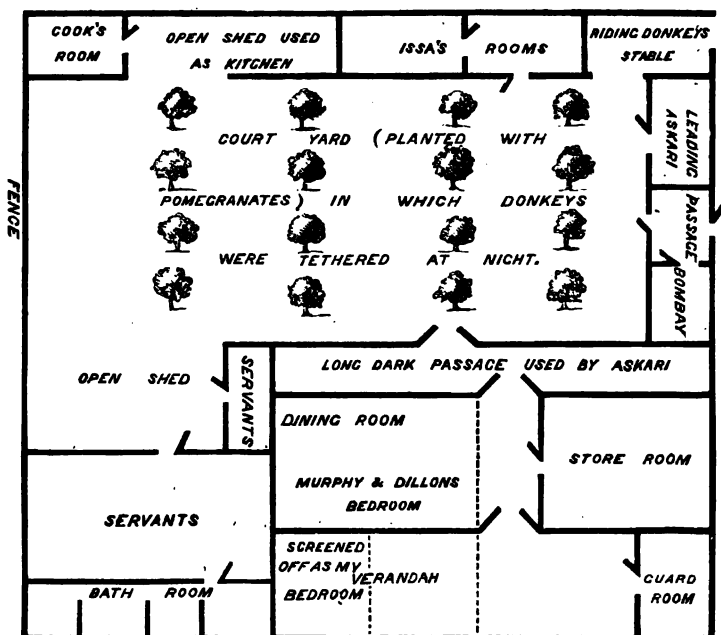 COOK'S
ROOM
OPEN SHED USED
AS KITCHEN
ISSA'S ROOMS
RIDING DONKEYS
STABLE
COURT YARD (PLANTED WITH
POMEGRANATES) IN WHICH DONKEYS
WERE TETHERED AT NICHT.
LEADING
ASKARI
PASSAGE
BOMBAY
FENCE
OPEN SHED
SERVANTS
LONG DARK PASSAGE USED BY ASKARI
DINING ROOM
MURPHY & DILLONS
BEDROOM
STORE ROOM
SERVANTS
SCREENED
OFF AS MY
BEDROOM
VERANDAH
CUARD
ROOM
BATH ROOM